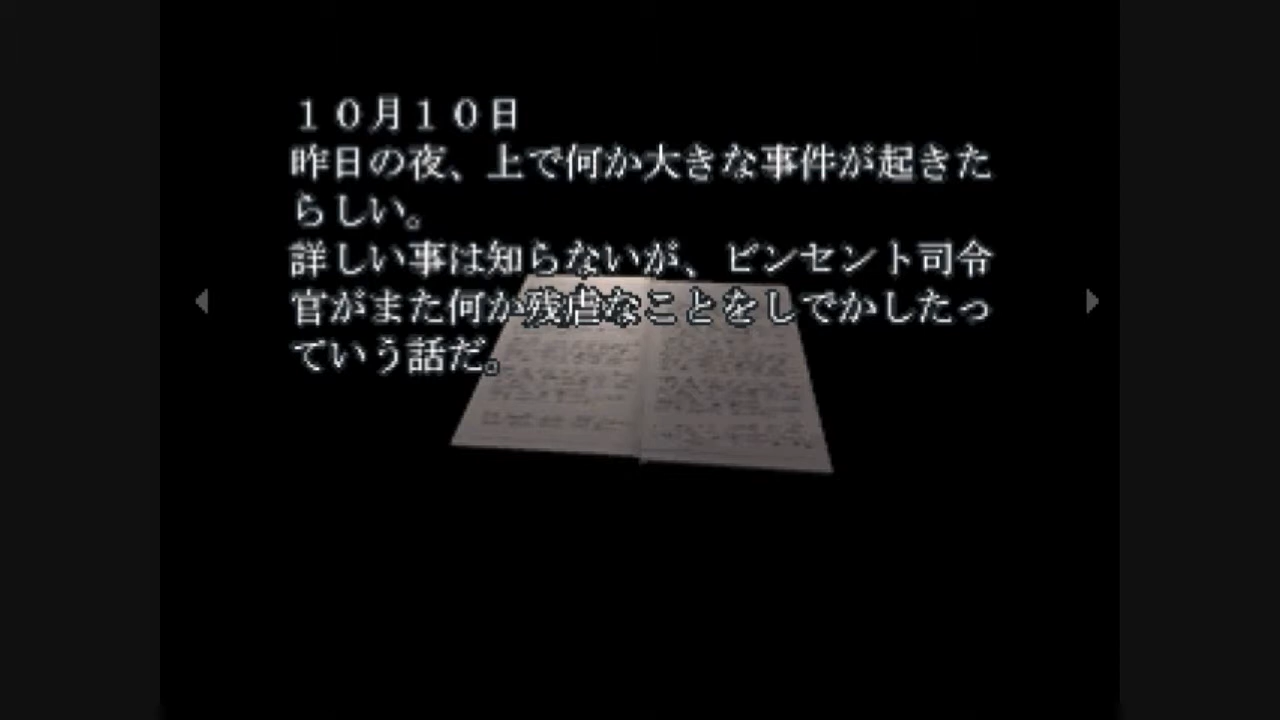 １０月１０日
昨日の夜、上で何か大きな事件が起きた
らしい。
詳しい事は知らないが、ビンセント司令
官がまた何か残虐なことをしでかしたっ
ていう話だ。